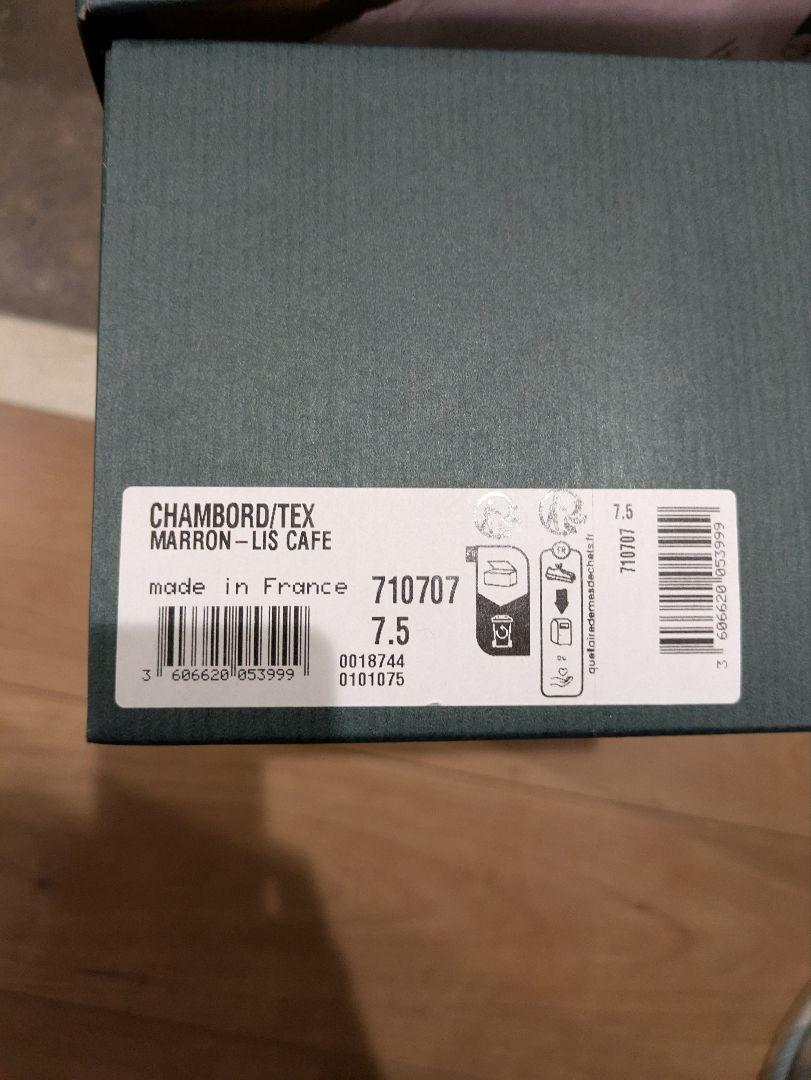 CHAMBORD/TEX
MARRON-LIS CAFE
made in France
710707
7.5
3 606620 053999
0018744
0101075
quefairedemesdechets.fr
7.5
710707
3 606620 053999